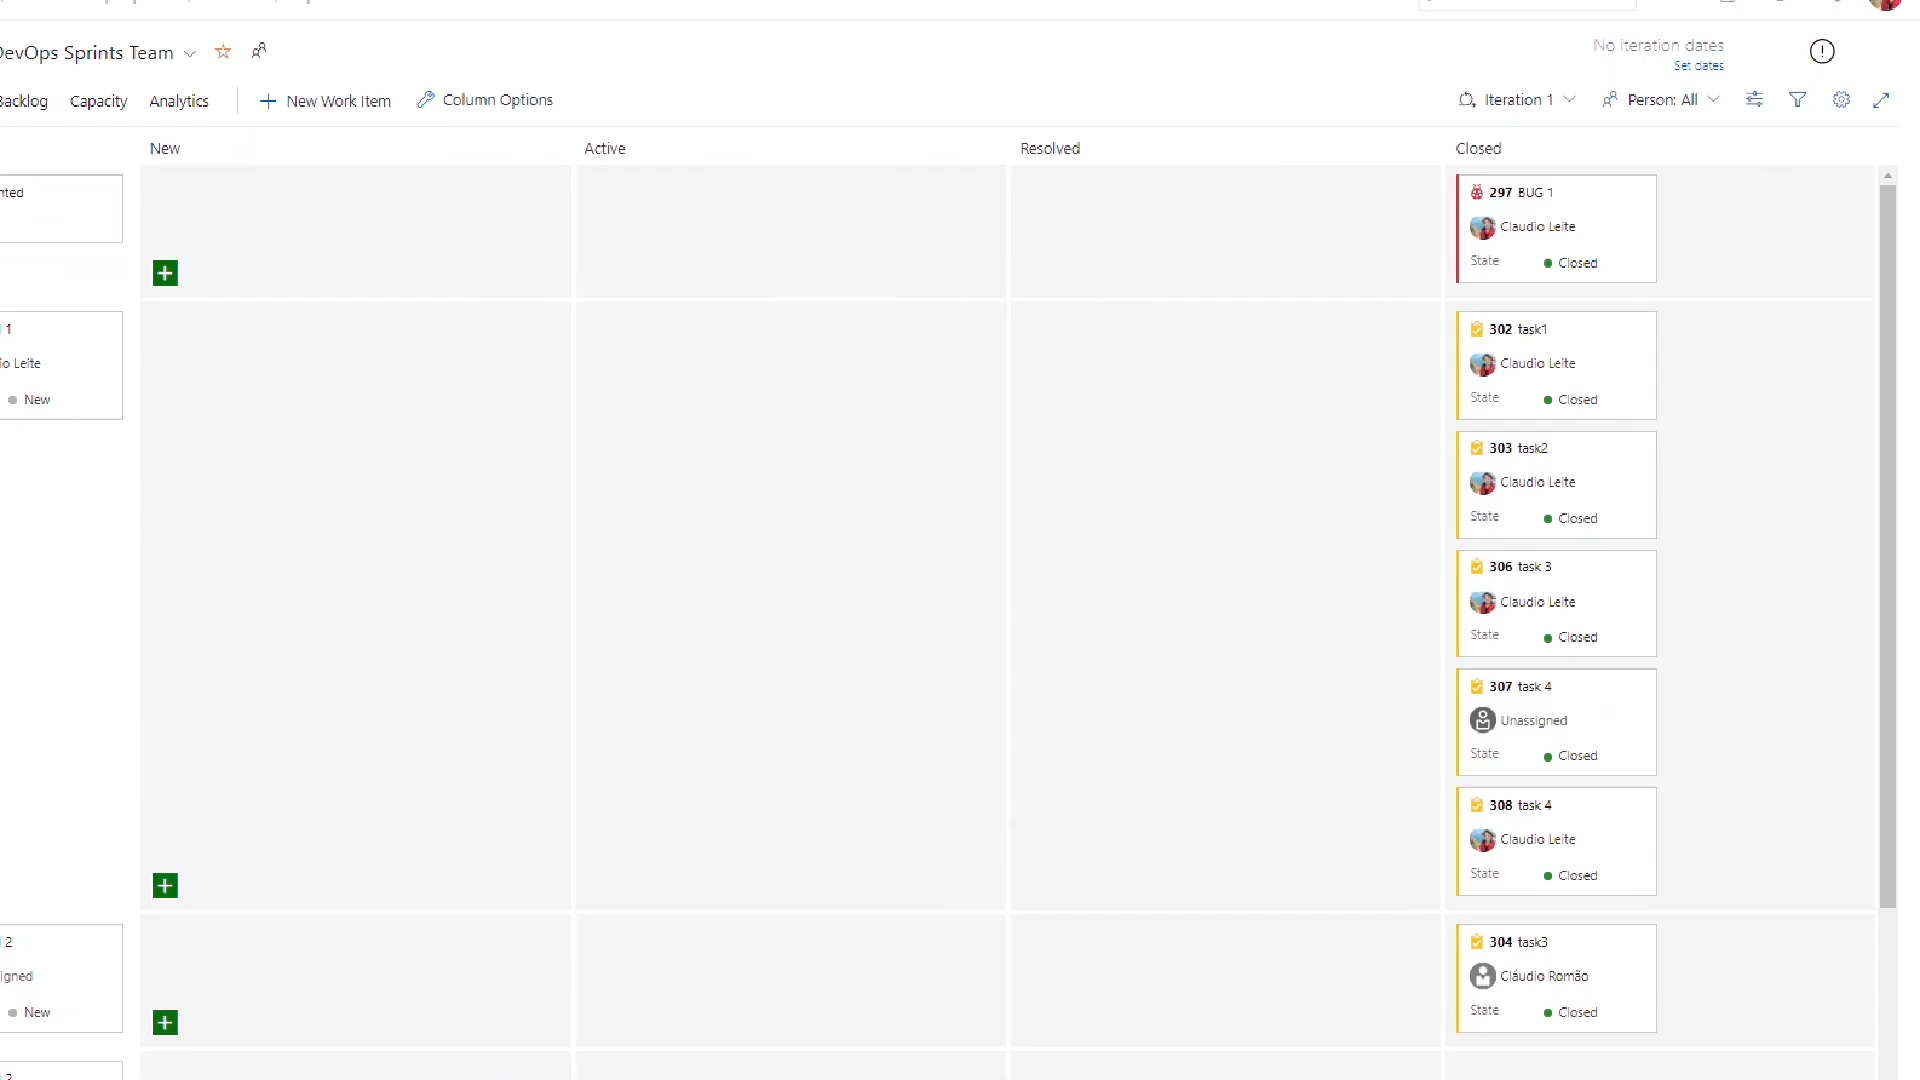 DevOps Sprints Team
No iteration dates
Set dates
Backlog Capacity Analytics New Work Item Column Options Iteration 1 Person: All
New Active Resolved Closed
nted
297 BUG 1
Claudio Leite
State Closed
1
io Leite
New
302 task1
Claudio Leite
State Closed
303 task2
Claudio Leite
State Closed
306 task 3
Claudio Leite
State Closed
307 task 4
Unassigned
State Closed
308 task 4
Claudio Leite
State Closed
2
igned
New
304 task3
Cláudio Romão
State Closed